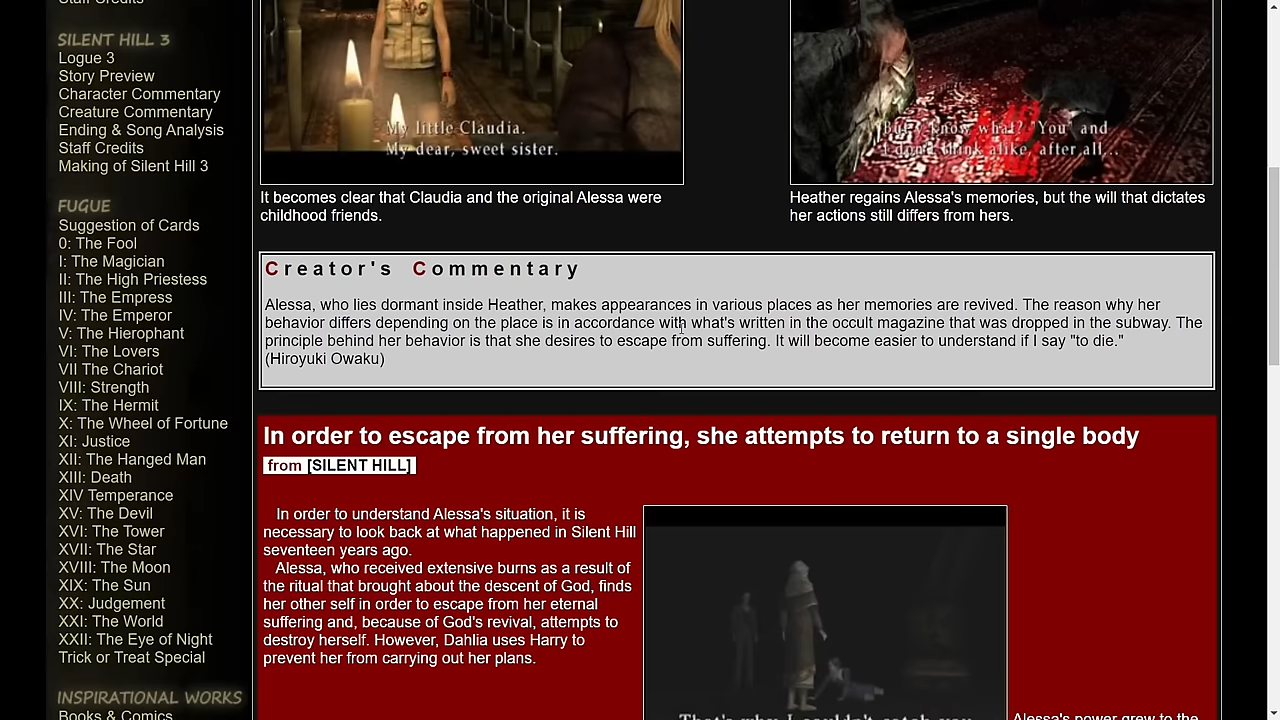 Staff Credits
SILENT HILL 3
Logue 3
Story Preview
Character Commentary
Creature Commentary
Ending & Song Analysis
Staff Credits
Making of Silent Hill 3
FUGUE
Suggestion of Cards
0: The Fool
I: The Magician
II: The High Priestess
III: The Empress
IV: The Emperor
V: The Hierophant
VI: The Lovers
VII The Chariot
VIII: Strength
IX: The Hermit
X: The Wheel of Fortune
XI: Justice
XII: The Hanged Man
XIII: Death
XIV Temperance
XV: The Devil
XVI: The Tower
XVII: The Star
XVIII: The Moon
XIX: The Sun
XX: Judgement
XXI: The World
XXII: The Eye of Night
Trick or Treat Special
INSPIRATIONAL WORKS
Books & Comics
My little Claudia.
My dear, sweet sister.
It becomes clear that Claudia and the original Alessa were
childhood friends.
But y'know what? "You" and
I don't think alike, after all...
Heather regains Alessa's memories, but the will that dictates
her actions still differs from hers.
Creator's Commentary
Alessa, who lies dormant inside Heather, makes appearances in various places as her memories are revived. The reason why her
behavior differs depending on the place is in accordance with what's written in the occult magazine that was dropped in the subway. The
principle behind her behavior is that she desires to escape from suffering. It will become easier to understand if I say "to die."
(Hiroyuki Owaku)
In order to escape from her suffering, she attempts to return to a single body
from [SILENT HILL]
In order to understand Alessa's situation, it is
necessary to look back at what happened in Silent Hill
seventeen years ago.
Alessa, who received extensive burns as a result of
the ritual that brought about the descent of God, finds
her other self in order to escape from her eternal
suffering and, because of God's revival, attempts to
destroy herself. However, Dahlia uses Harry to
prevent her from carrying out her plans.
That's why I couldn't catch you
Alessa's power grew to the